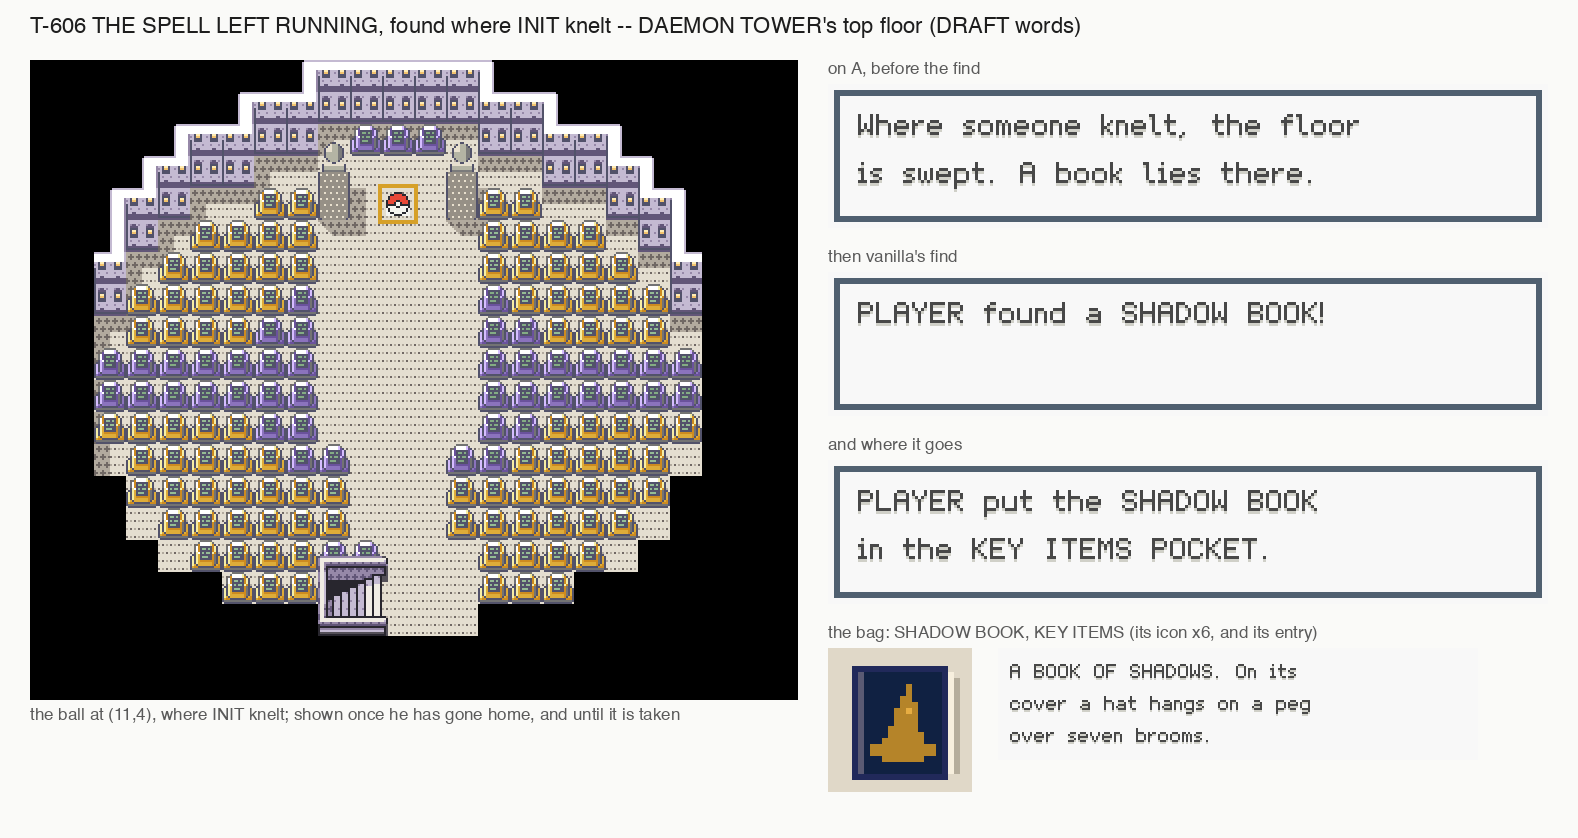 T-606 THE SPELL LEFT RUNNING, found where INIT knelt -- DAEMON TOWER's top floor (DRAFT words)
on A, before the find
Where someone knelt, the floor
is swept. A book lies there.
then vanilla's find
PLAYER found a SHADOW BOOK!
and where it goes
PLAYER put the SHADOW BOOK
in the KEY ITEMS POCKET.
the bag: SHADOW BOOK, KEY ITEMS (its icon x6, and its entry)
A BOOK OF SHADOWS. On its
cover a hat hangs on a peg
over seven brooms.
the ball at (11,4), where INIT knelt; shown once he has gone home, and until it is taken